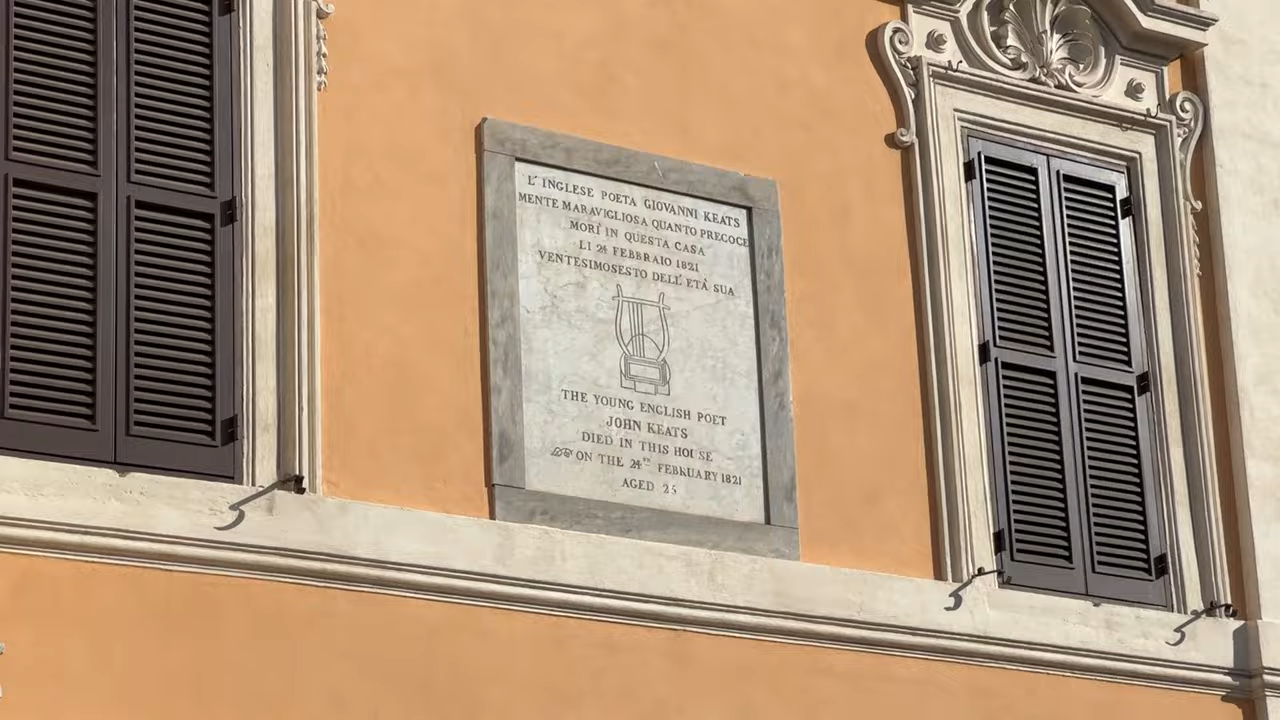 L' INGLESE POETA GIOVANNI KEATS
MENTE MARAVIGLIOSA QUANTO PRECOCE
MORÌ IN QUESTA CASA
LI 24 FEBBRAIO 1821
VENTESIMOSESTO DELL' ETÀ SUA
THE YOUNG ENGLISH POET
JOHN KEATS
DIED IN THIS HOUSE
ON THE 24TH FEBRUARY 1821
AGED 25